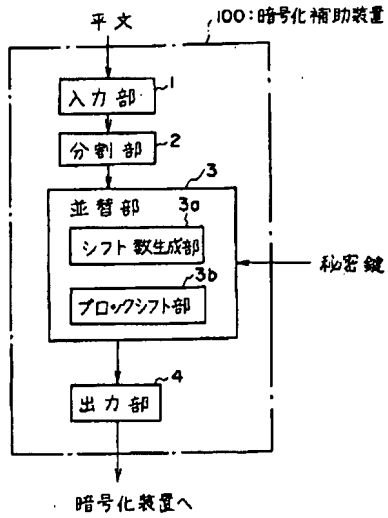 平文
100:暗号化補助装置
1
入力部
2
分割部
3
並替部
3a
シフト数生成部
秘密鍵
3b
ブロックシフト部
4
出力部
暗号化装置へ